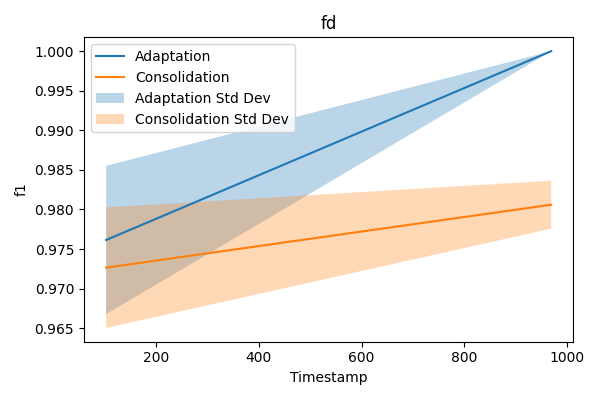 fd
Adaptation
Consolidation
Adaptation Std Dev
Consolidation Std Dev
1.000
0.995
0.990
0.985
0.980
0.975
0.970
0.965
f1
200
400
600
800
1000
Timestamp